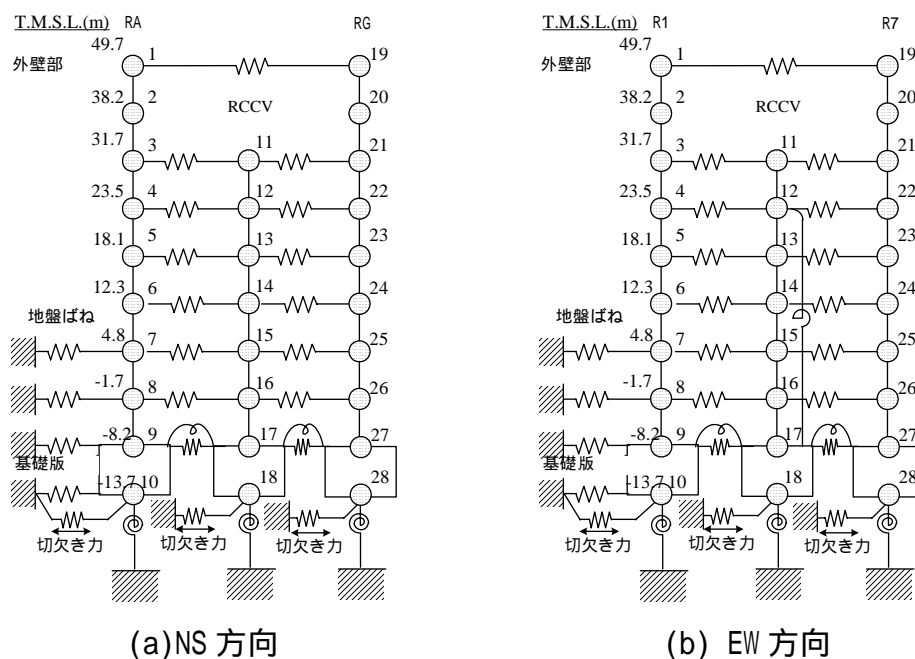 T.M.S.L.(m) RA RG
49.7 1 19
外壁部
38.2 2 20
RCCV
31.7 3 11 21
23.5 4 12 22
18.1 5 13 23
12.3 6 14 24
地盤ばね
4.8 7 15 25
-1.7 8 16 26
-8.2 9 17 27
基礎版
-13.7 10 18 28
切欠き力 切欠き力 切欠き力
(a)NS 方向
T.M.S.L.(m) R1 R7
49.7 1 19
外壁部
38.2 2 20
RCCV
31.7 3 11 21
23.5 4 12 22
18.1 5 13 23
12.3 6 14 24
地盤ばね
4.8 7 15 25
-1.7 8 16 26
-8.2 9 17 27
基礎版
-13.7 10 18 28
切欠き力 切欠き力 切欠き力
(b) EW 方向